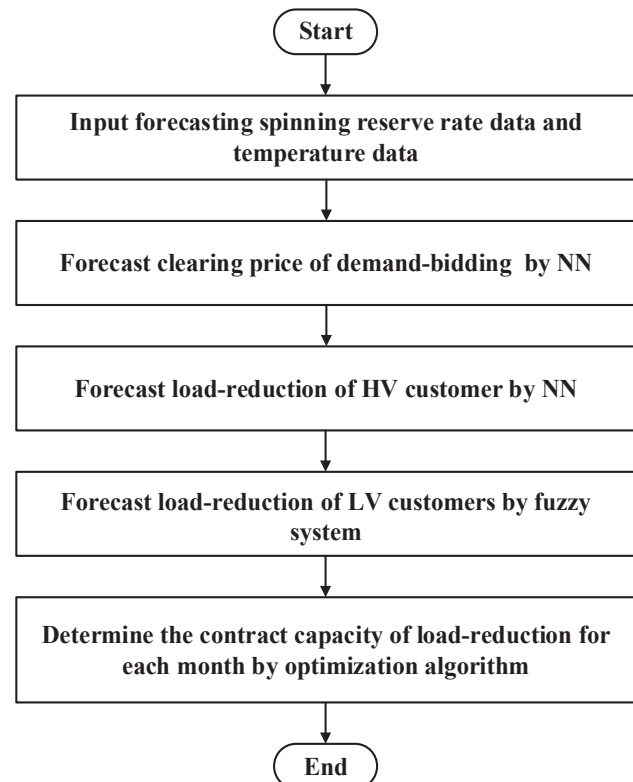 Start
Input forecasting spinning reserve rate data and
temperature data
Forecast clearing price of demand-bidding by NN
Forecast load-reduction of HV customer by NN
Forecast load-reduction of LV customers by fuzzy
system
Determine the contract capacity of load-reduction for
each month by optimization algorithm
End